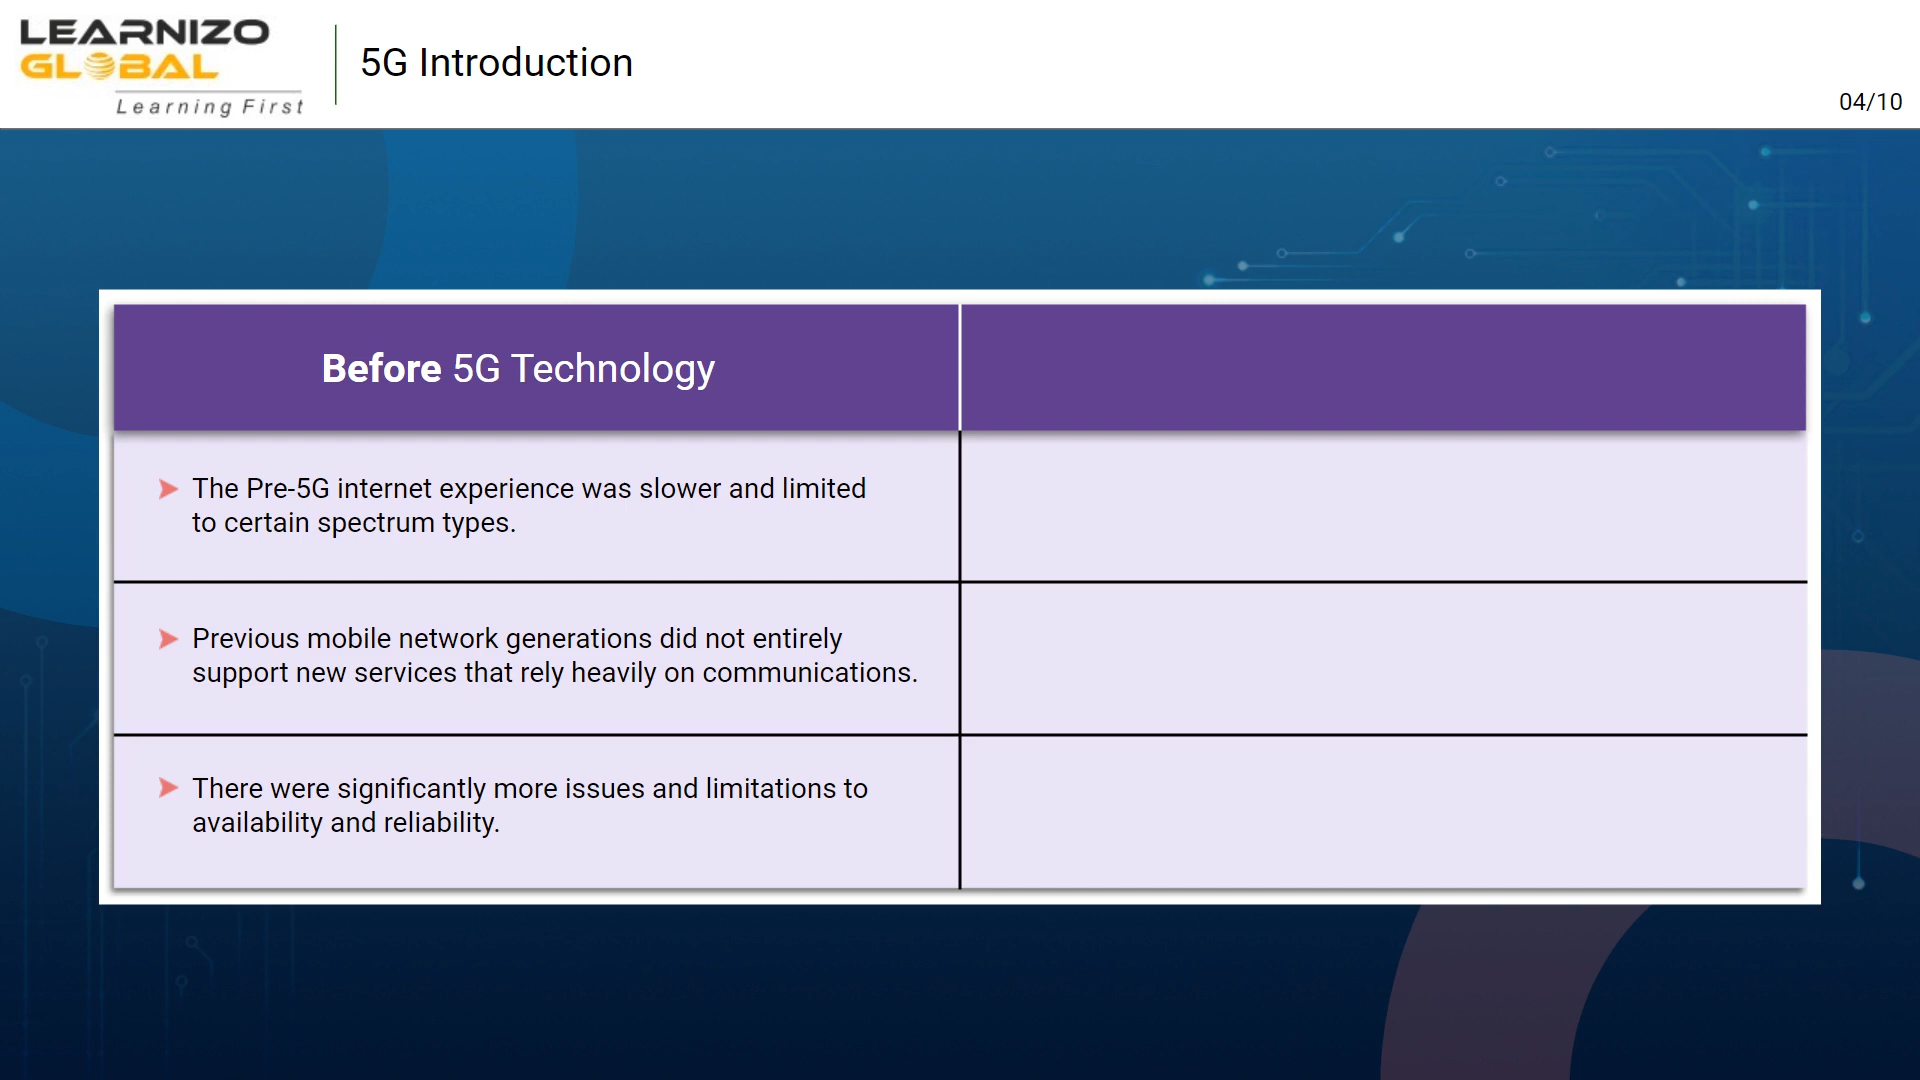 LEARNIZO
GLOBAL
Learning First
5G Introduction
04/10
Before 5G Technology
The Pre-5G internet experience was slower and limited
to certain spectrum types.
Previous mobile network generations did not entirely
support new services that rely heavily on communications.
There were significantly more issues and limitations to
availability and reliability.